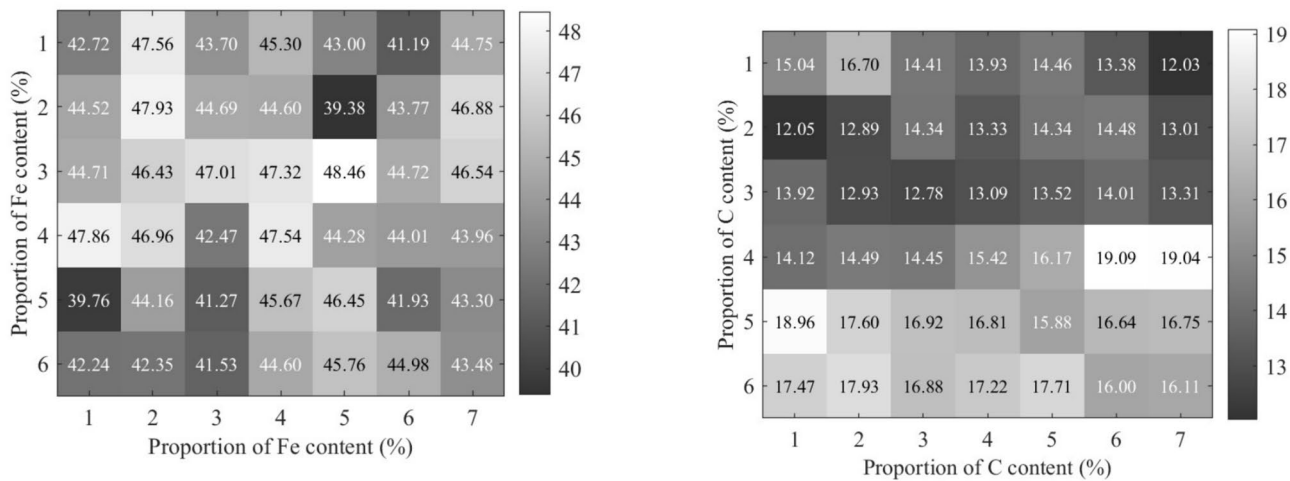 1 42.72 47.56 43.70 45.30 43.00 41.19 44.75
2 44.52 47.93 44.69 44.60 39.38 43.77 46.88
3 44.71 46.43 47.01 47.32 48.46 44.72 46.54
4 47.86 46.96 42.47 47.54 44.28 44.01 43.96
5 39.76 44.16 41.27 45.67 46.45 41.93 43.30
6 42.24 42.35 41.53 44.60 45.76 44.98 43.48
1 2 3 4 5 6 7
Proportion of Fe content (%)
Proportion of Fe content (%)
48
47
46
45
44
43
42
41
40
1 15.04 16.70 14.41 13.93 14.46 13.38 12.03
2 12.05 12.89 14.34 13.33 14.34 14.48 13.01
3 13.92 12.93 12.78 13.09 13.52 14.01 13.31
4 14.12 14.49 14.45 15.42 16.17 19.09 19.04
5 18.96 17.60 16.92 16.81 15.88 16.64 16.75
6 17.47 17.93 16.88 17.22 17.71 16.00 16.11
1 2 3 4 5 6 7
Proportion of C content (%)
Proportion of C content (%)
19
18
17
16
15
14
13